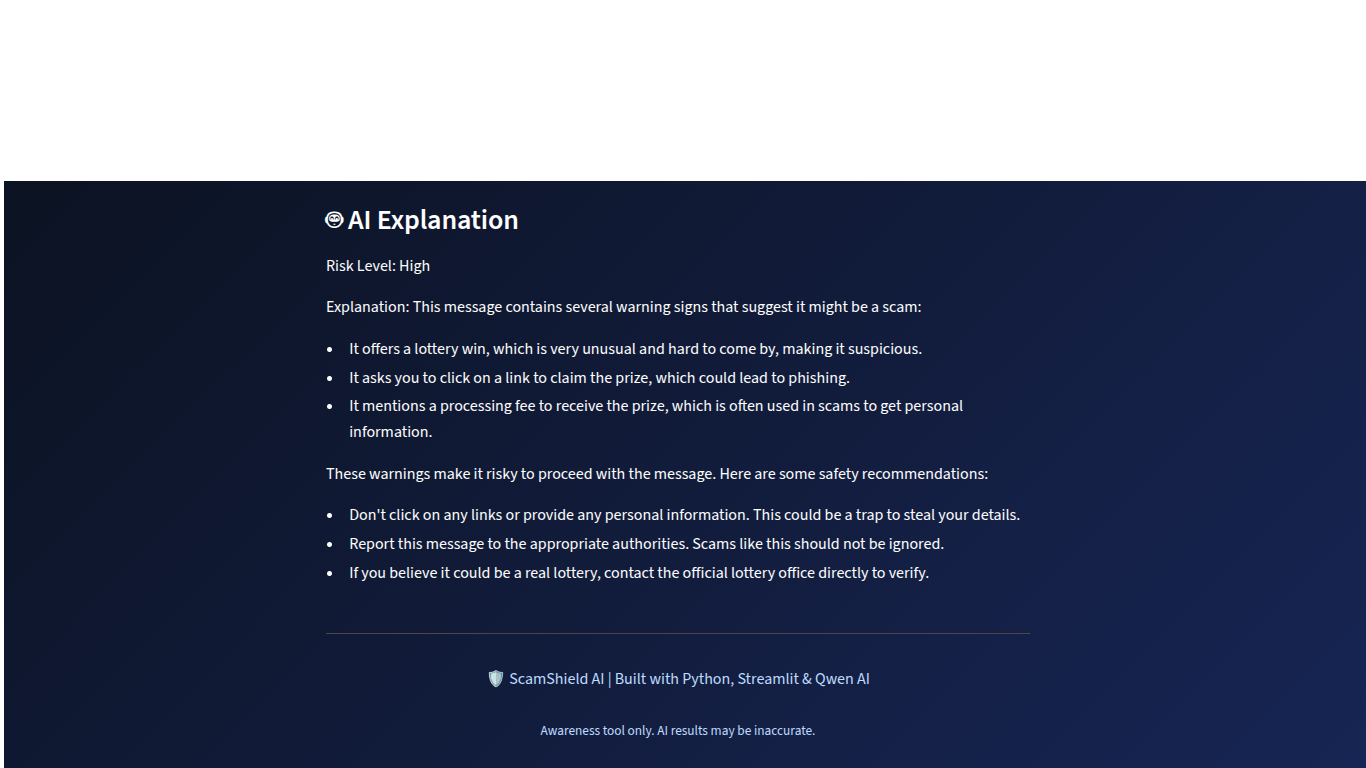 AI Explanation
Risk Level: High
Explanation: This message contains several warning signs that suggest it might be a scam:
• It offers a lottery win, which is very unusual and hard to come by, making it suspicious.
• It asks you to click on a link to claim the prize, which could lead to phishing.
• It mentions a processing fee to receive the prize, which is often used in scams to get personal
information.
These warnings make it risky to proceed with the message. Here are some safety recommendations:
• Don't click on any links or provide any personal information. This could be a trap to steal your details.
• Report this message to the appropriate authorities. Scams like this should not be ignored.
• If you believe it could be a real lottery, contact the official lottery office directly to verify.
ScamShield AI | Built with Python, Streamlit & Qwen AI
Awareness tool only. AI results may be inaccurate.